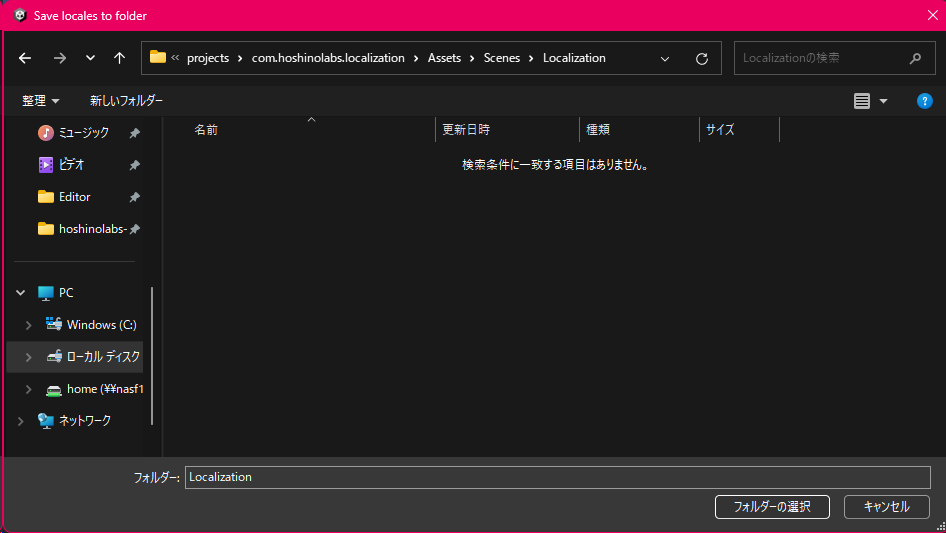 Save locales to folder
« projects > com.hoshinolabs.localization > Assets > Scenes > Localization
Localizationの検索
整理 新しいフォルダー
名前 更新日時 種類 サイズ
検索条件に一致する項目はありません。
ミュージック
ビデオ
Editor
hoshinolabs-
PC
Windows (C:)
ローカル ディスク
home (¥¥nasf1
ネットワーク
フォルダー: Localization
フォルダーの選択 キャンセル